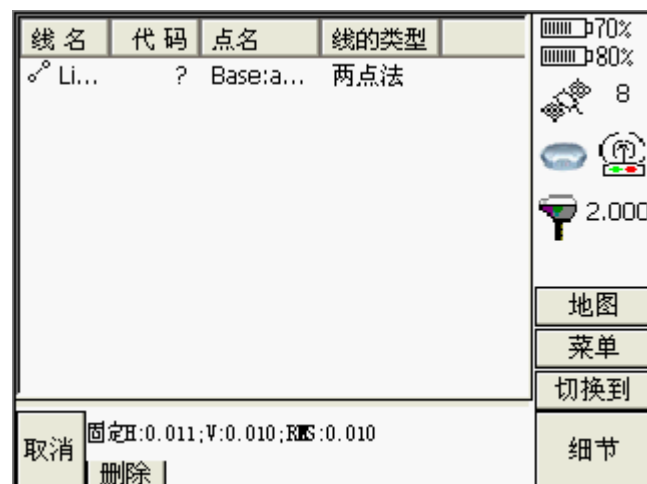 线 名 代 码 点名 线的类型
Li... ? Base:a... 两点法
70%
80%
8
2.000
地图
菜单
切换到
取消 固定H:0.011;V:0.010;RMS:0.010
删除
细节